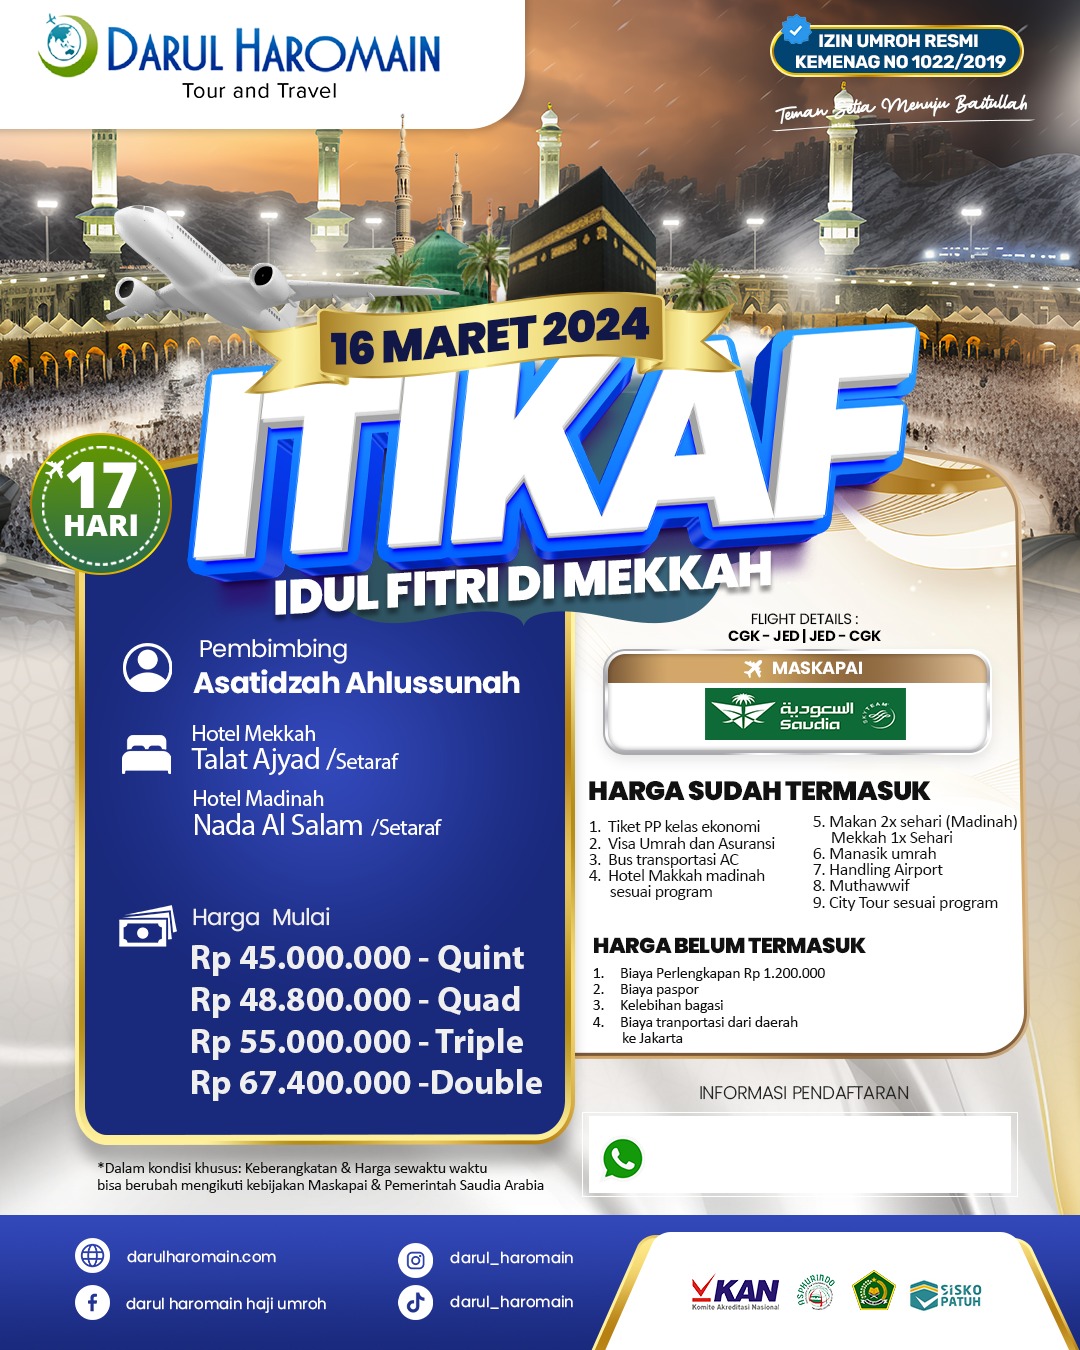 DARUL HAROMAIN
Tour and Travel
IZIN UMROH RESMI
KEMENAG NO 1022/2019
Teman Setia Menuju Baitullah
16 MARET 2024
ITIKAF
IDUL FITRI DI MEKKAH
17
HARI
Pembimbing
Asatidzah Ahlussunah
Hotel Mekkah
Talat Ajyad /Setaraf
Hotel Madinah
Nada Al Salam /Setaraf
Harga Mulai
Rp 45.000.000 - Quint
Rp 48.800.000 - Quad
Rp 55.000.000 - Triple
Rp 67.400.000 -Double
*Dalam kondisi khusus: Keberangkatan & Harga sewaktu waktu
bisa berubah mengikuti kebijakan Maskapai & Pemerintah Saudia Arabia
FLIGHT DETAILS :
CGK - JED | JED - CGK
MASKAPAI
السعودية
Saudia
SKYTEAM
HARGA SUDAH TERMASUK
1. Tiket PP kelas ekonomi
2. Visa Umrah dan Asuransi
3. Bus transportasi AC
4. Hotel Makkah madinah
sesuai program
5. Makan 2x sehari (Madinah)
Mekkah 1x Sehari
6. Manasik umrah
7. Handling Airport
8. Muthawwif
9. City Tour sesuai program
HARGA BELUM TERMASUK
1. Biaya Perlengkapan Rp 1.200.000
2. Biaya paspor
3. Kelebihan bagasi
4. Biaya tranportasi dari daerah
ke Jakarta
INFORMASI PENDAFTARAN
darulharomain.com
darul haromain haji umroh
darul_haromain
darul_haromain
KAN
Komite Akreditasi Nasional
ASPHURINDO
SISKO
PATUH